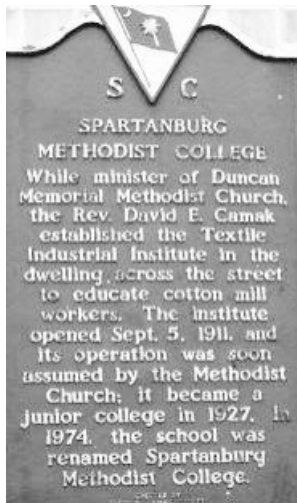 S C
SPARTANBURG
METHODIST COLLEGE
While minister of Duncan
Memorial Methodist Church,
the Rev. David E. Camak
established the Textile
Industrial Institute in the
dwelling across the street
to educate cotton mill
workers. The institute
opened Sept. 5, 1911, and
its operation was soon
assumed by the Methodist
Church; it became a
junior college in 1927. In
1974, the school was
renamed Spartanburg
Methodist College.